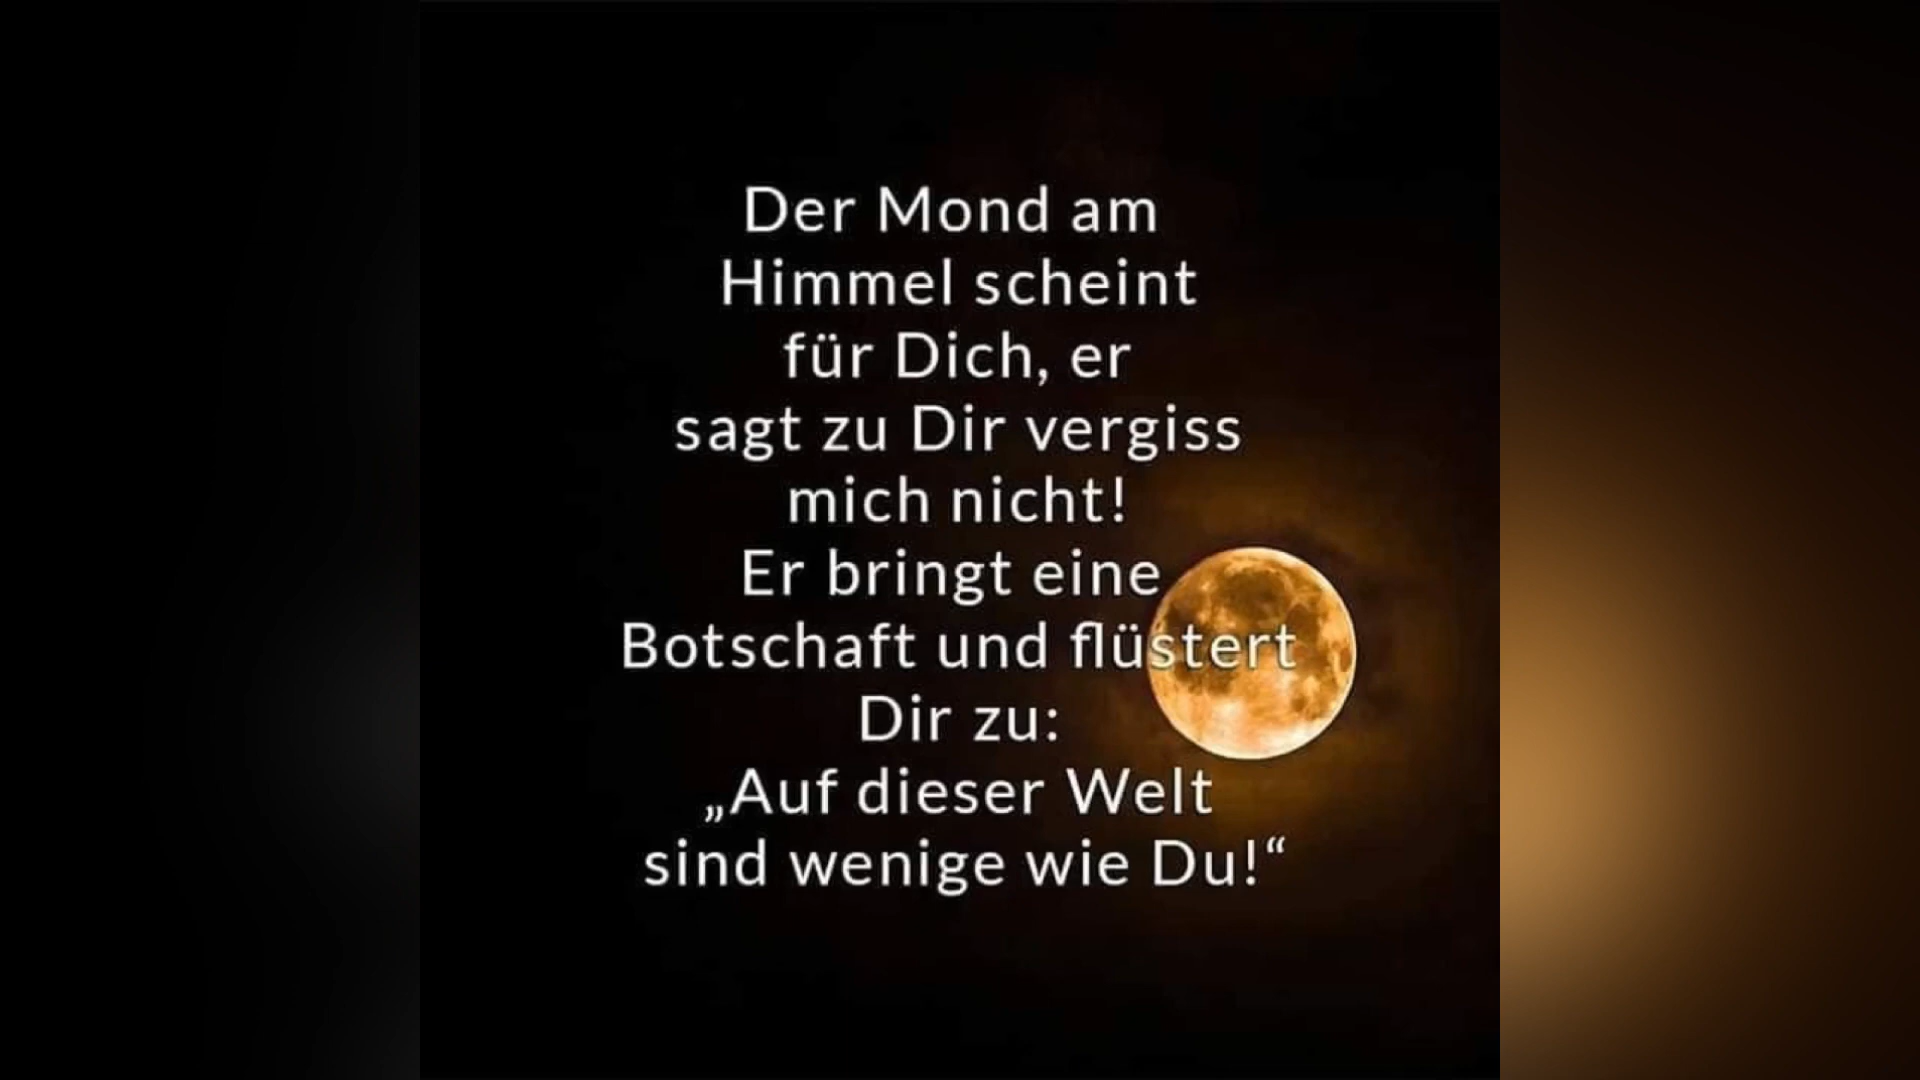 Der Mond am
Himmel scheint
für Dich, er
sagt zu Dir vergiss
mich nicht!
Er bringt eine
Botschaft und flüstert
Dir zu:
„Auf dieser Welt
sind wenige wie Du!“